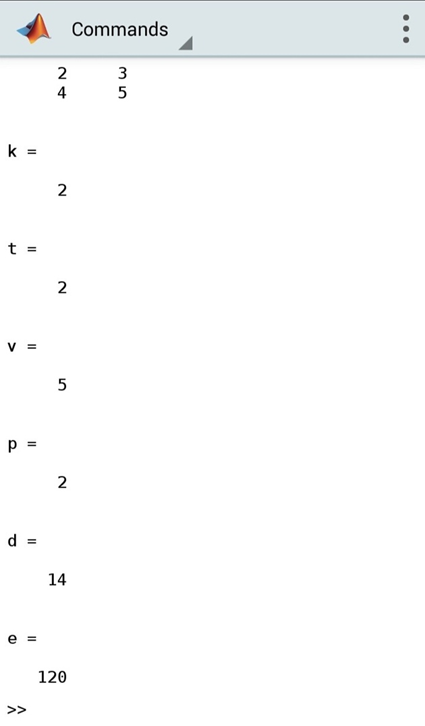 Commands
2 3
4 5
k =
2
t =
2
v =
5
p =
2
d =
14
e =
120
>>